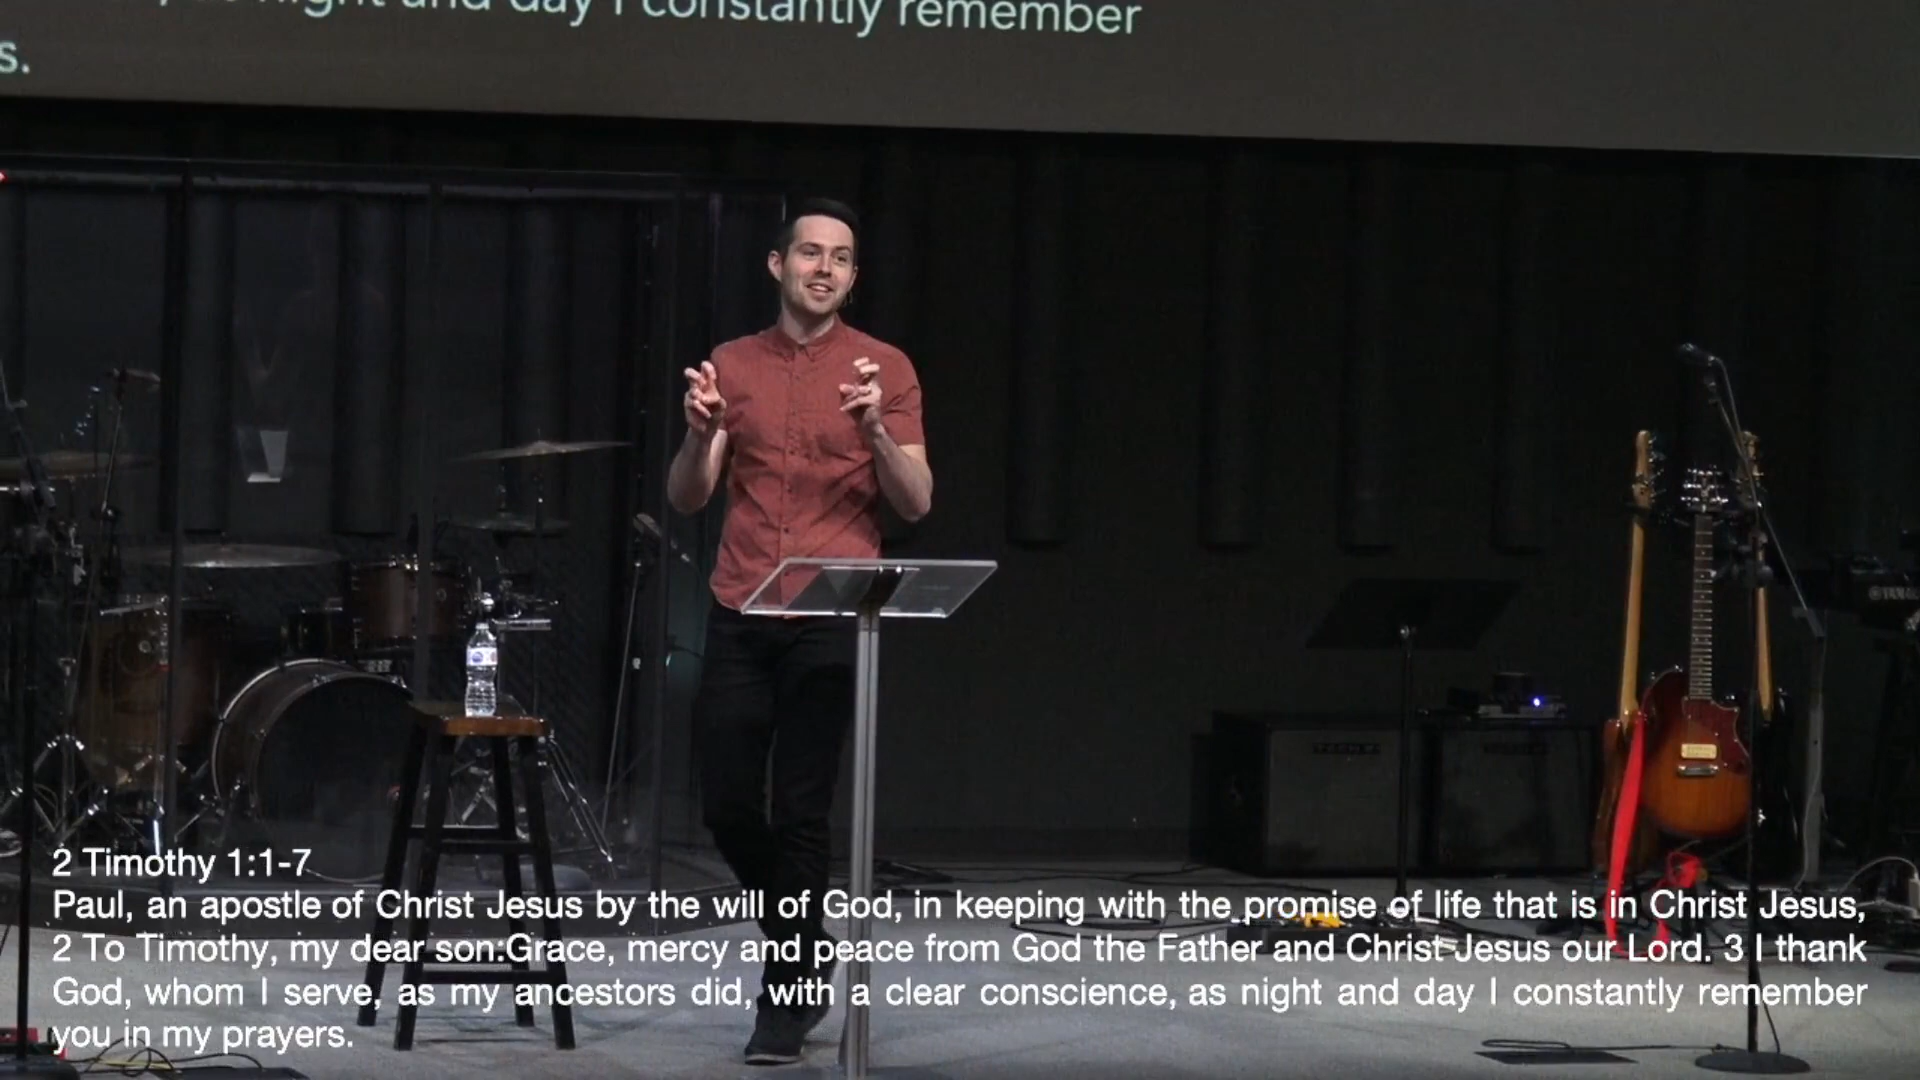 night and day I constantly remember
s.
2 Timothy 1:1-7
Paul, an apostle of Christ Jesus by the will of God, in keeping with the promise of life that is in Christ Jesus,
2 To Timothy, my dear son:Grace, mercy and peace from God the Father and Christ Jesus our Lord. 3 I thank
God, whom I serve, as my ancestors did, with a clear conscience, as night and day I constantly remember
you in my prayers.